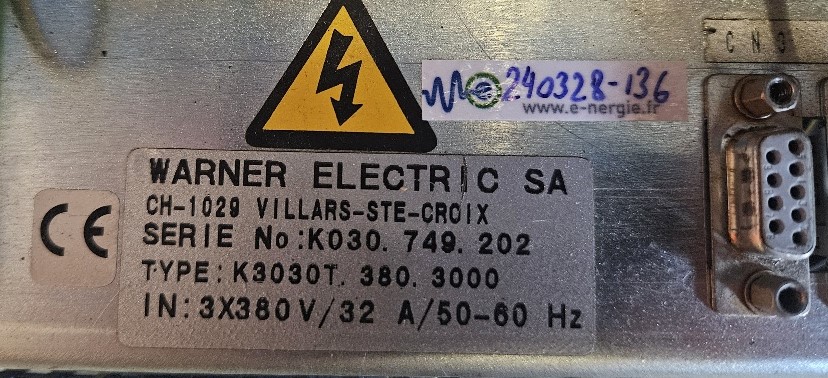 CN3
240328-136
www.e-nergie.fr
WARNER ELECTRIC SA
CH-1029 VILLARS-STE-CROIX
SERIE No:K030. 749. 202
TYPE: K3030T. 380. 3000
IN: 3X380V/32 A/50-60 Hz
CE